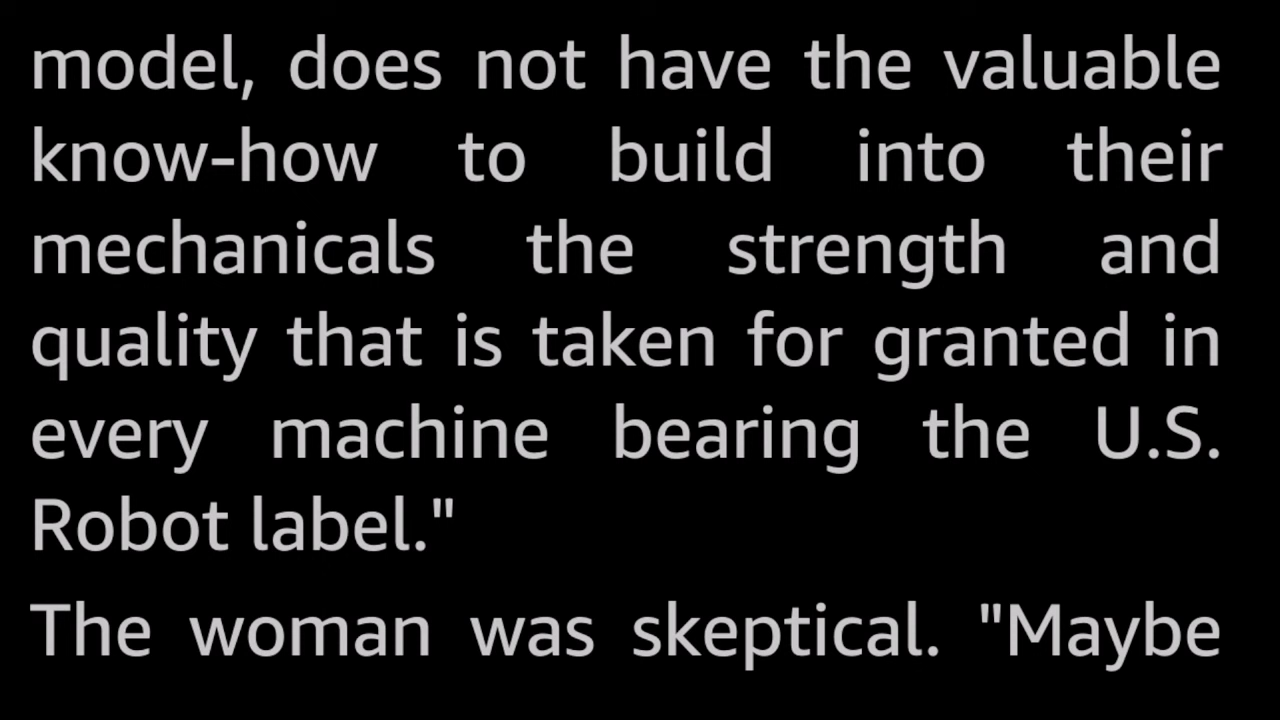 model, does not have the valuable
know-how to build into their
mechanicals the strength and
quality that is taken for granted in
every machine bearing the U.S.
Robot label."
The woman was skeptical. "Maybe